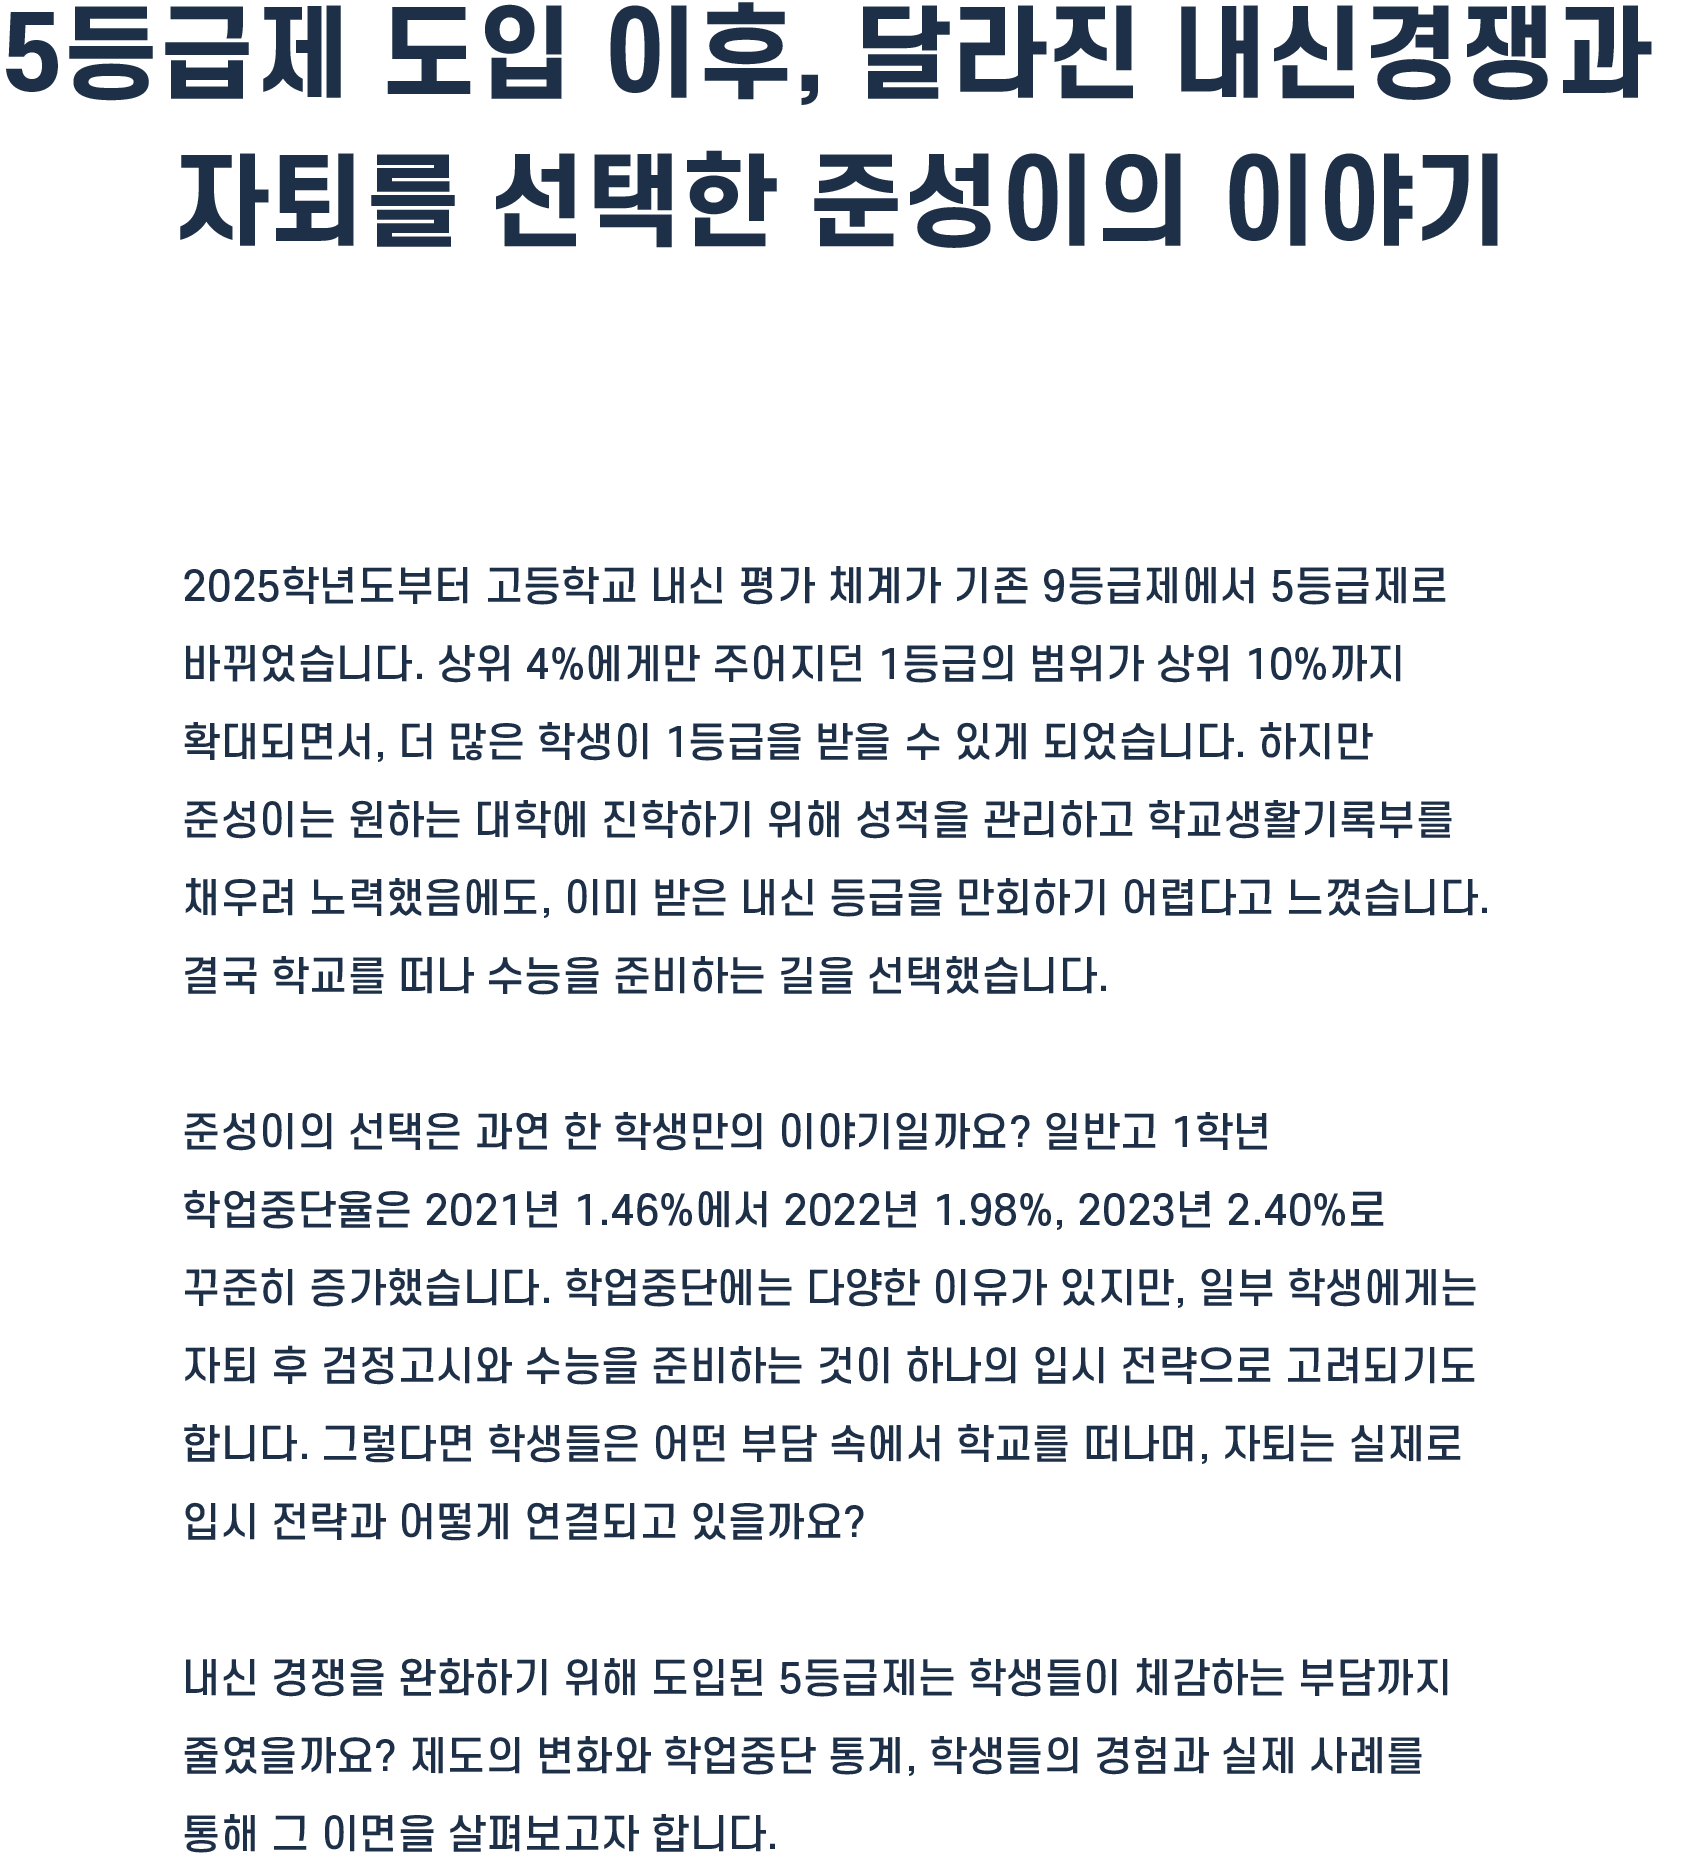 5등급제 도입 이후, 달라진 내신경쟁과
자퇴를 선택한 준성이의 이야기
2025학년도부터 고등학교 내신 평가 체계가 기존 9등급제에서 5등급제로
바뀌었습니다. 상위 4%에게만 주어지던 1등급의 범위가 상위 10%까지
확대되면서, 더 많은 학생이 1등급을 받을 수 있게 되었습니다. 하지만
준성이는 원하는 대학에 진학하기 위해 성적을 관리하고 학교생활기록부를
채우려 노력했음에도, 이미 받은 내신 등급을 만회하기 어렵다고 느꼈습니다.
결국 학교를 떠나 수능을 준비하는 길을 선택했습니다.
준성이의 선택은 과연 한 학생만의 이야기일까요? 일반고 1학년
학업중단율은 2021년 1.46%에서 2022년 1.98%, 2023년 2.40%로
꾸준히 증가했습니다. 학업중단에는 다양한 이유가 있지만, 일부 학생에게는
자퇴 후 검정고시와 수능을 준비하는 것이 하나의 입시 전략으로 고려되기도
합니다. 그렇다면 학생들은 어떤 부담 속에서 학교를 떠나며, 자퇴는 실제로
입시 전략과 어떻게 연결되고 있을까요?
내신 경쟁을 완화하기 위해 도입된 5등급제는 학생들이 체감하는 부담까지
줄였을까요? 제도의 변화와 학업중단 통계, 학생들의 경험과 실제 사례를
통해 그 이면을 살펴보고자 합니다.